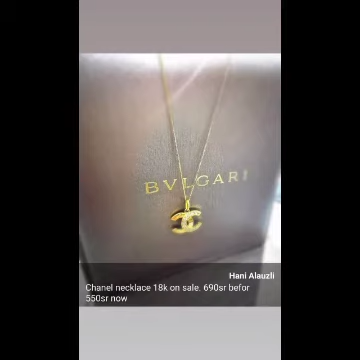 BVLGARI
Hani Alauzli
Chanel necklace 18k on sale. 690sr befor
550sr now